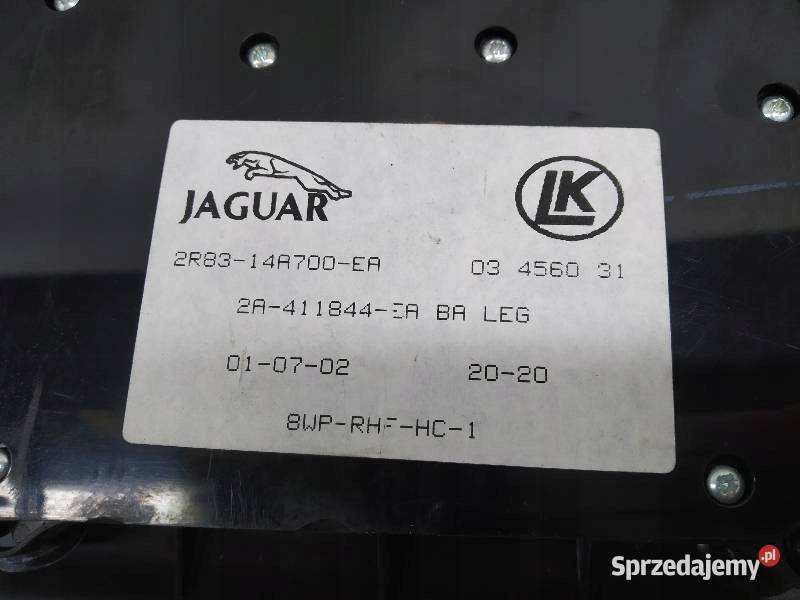 JAGUAR
LK
2R83-14A700-EA
03 4560 31
2A-411844-EA BA LEG
01-07-02
20-20
8WP-RHF-HC-1
Sprzedajemy.pl